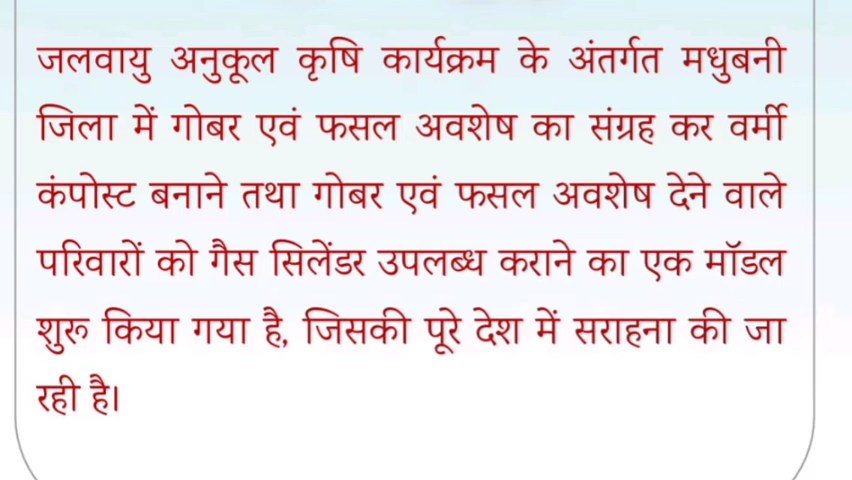 जलवायु अनुकूल कृषि कार्यक्रम के अंतर्गत मधुबनी
जिला में गोबर एवं फसल अवशेष का संग्रह कर वर्मी
कंपोस्ट बनाने तथा गोबर एवं फसल अवशेष देने वाले
परिवारों को गैस सिलेंडर उपलब्ध कराने का एक मॉडल
शुरू किया गया है, जिसकी पूरे देश में सराहना की जा
रही है।